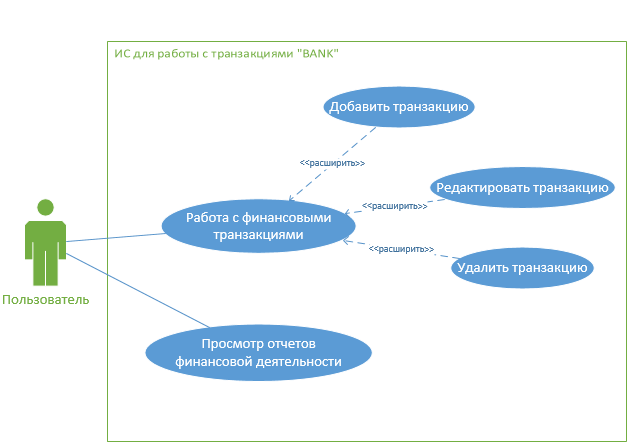 ИС для работы с транзакциями "BANK"
Добавить транзакцию
<<расширить>>
Редактировать транзакцию
<<расширить>>
Работа с финансовыми
транзакциями
<<расширить>>
Удалить транзакцию
Пользователь
Просмотр отчетов
финансовой деятельности